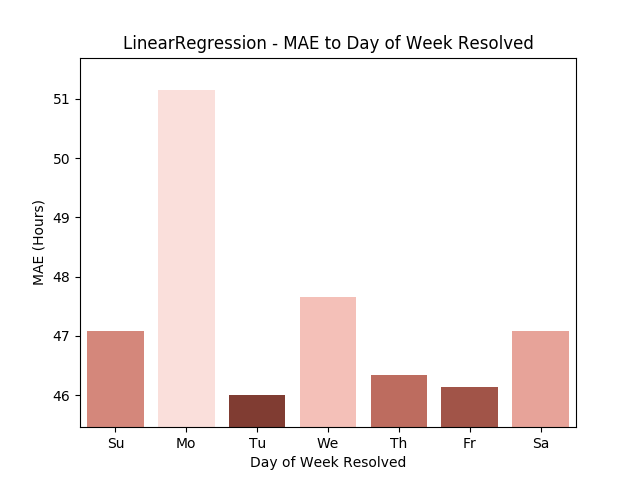 LinearRegression - MAE to Day of Week Resolved
MAE (Hours)
51
50
49
48
47
46
Su Mo Tu We Th Fr Sa
Day of Week Resolved